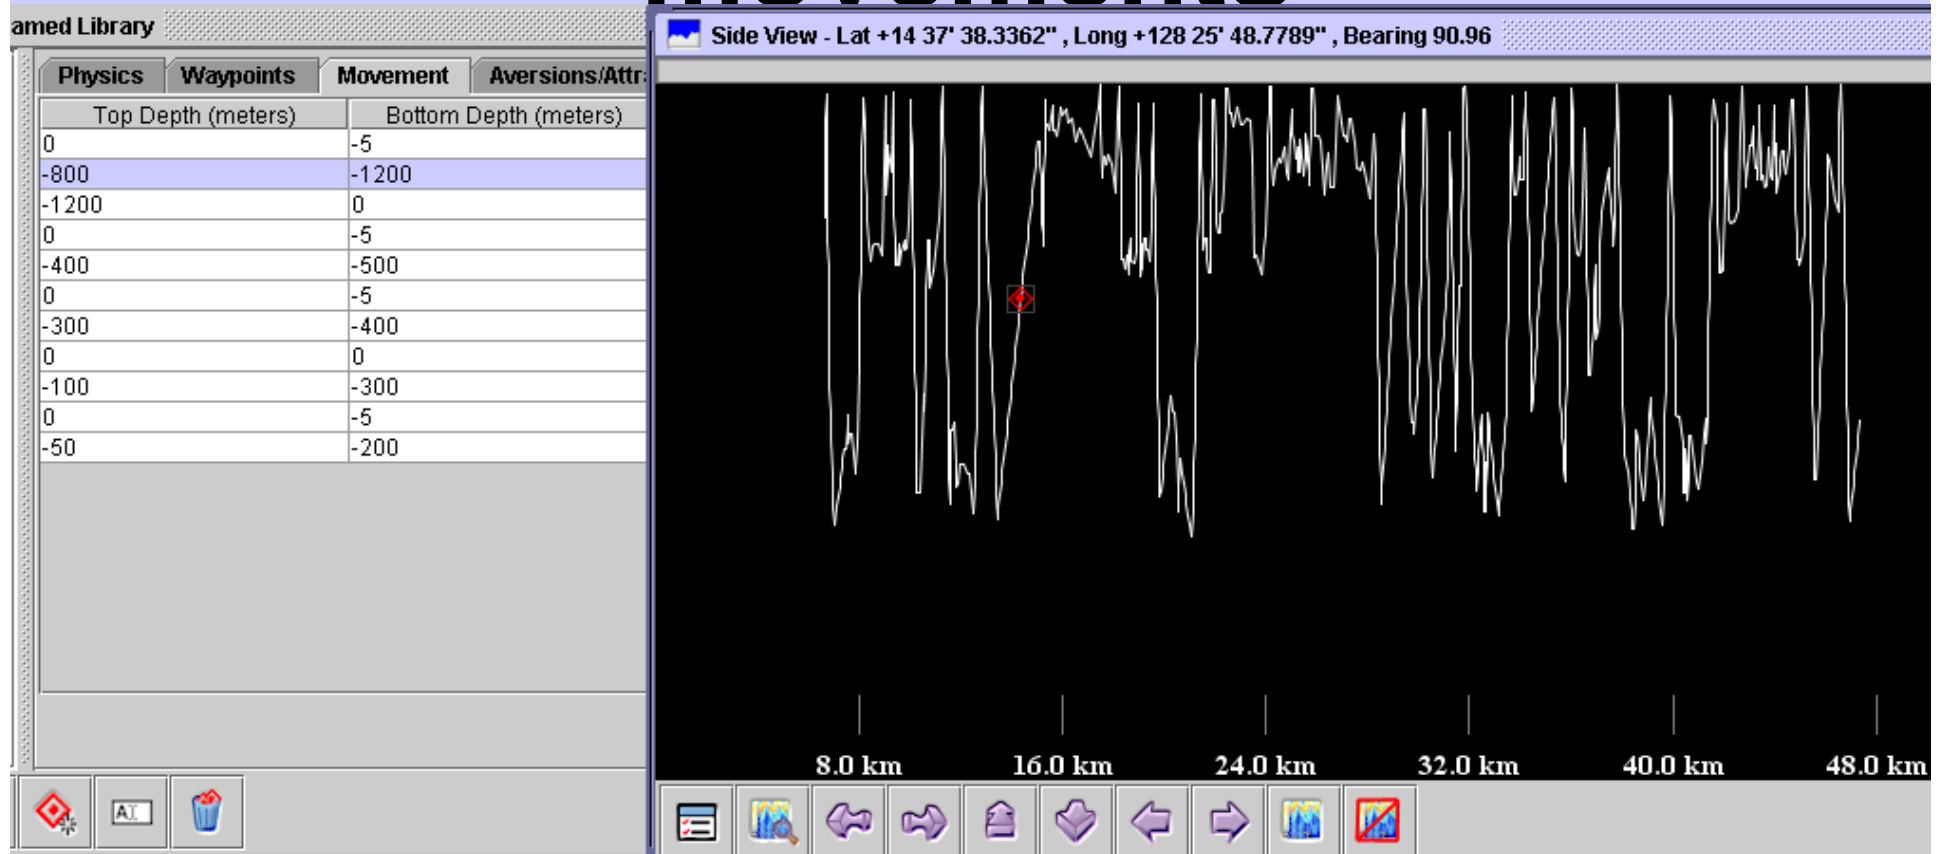 amed Library
Physics Waypoints Movement Aversions/Attr
Top Depth (meters) Bottom Depth (meters)
0 -5
-800 -1200
-1200 0
0 -5
-400 -500
0 -5
-300 -400
0 0
-100 -300
0 -5
-50 -200
Side View - Lat +14 37' 38.3362" , Long +128 25' 48.7789" , Bearing 90.96
8.0 km 16.0 km 24.0 km 32.0 km 40.0 km 48.0 km